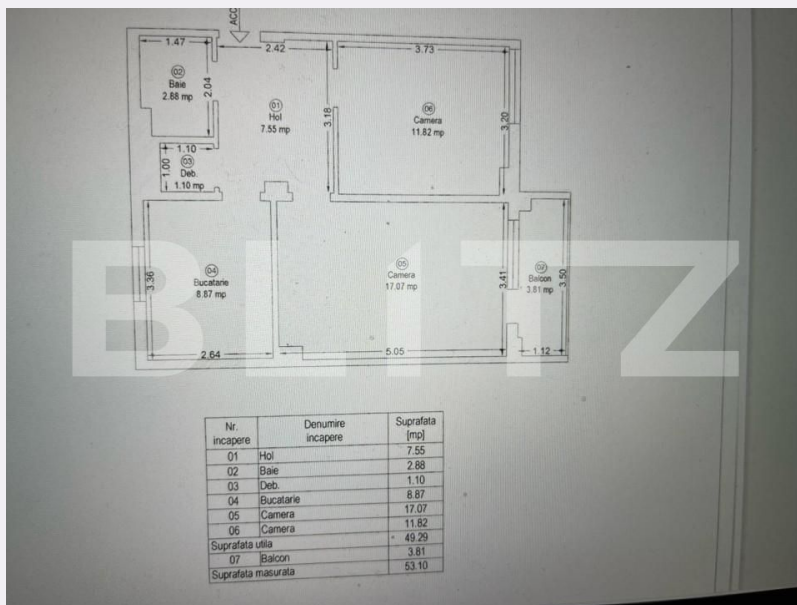 ACC
1.47
2.42
3.73
02
Baie
2.88 mp
2.04
01
Hol
7.55 mp
3.18
06
Camera
11.82 mp
3.20
1.10
1.00
03
Deb.
1.10 mp
3.36
04
Bucatarie
8.87 mp
05
Camera
17.07 mp
3.41
Balcon
3.81 mp
3.50
2.64
5.05
1.12
BLITZ
Nr. incapere Denumire incapere Suprafata [mp]
01 Hol 7.55
02 Baie 2.88
03 Deb. 1.10
04 Bucatarie 8.87
05 Camera 17.07
06 Camera 11.82
Suprafata utila 49.29
07 Balcon 3.81
Suprafata masurata 53.10